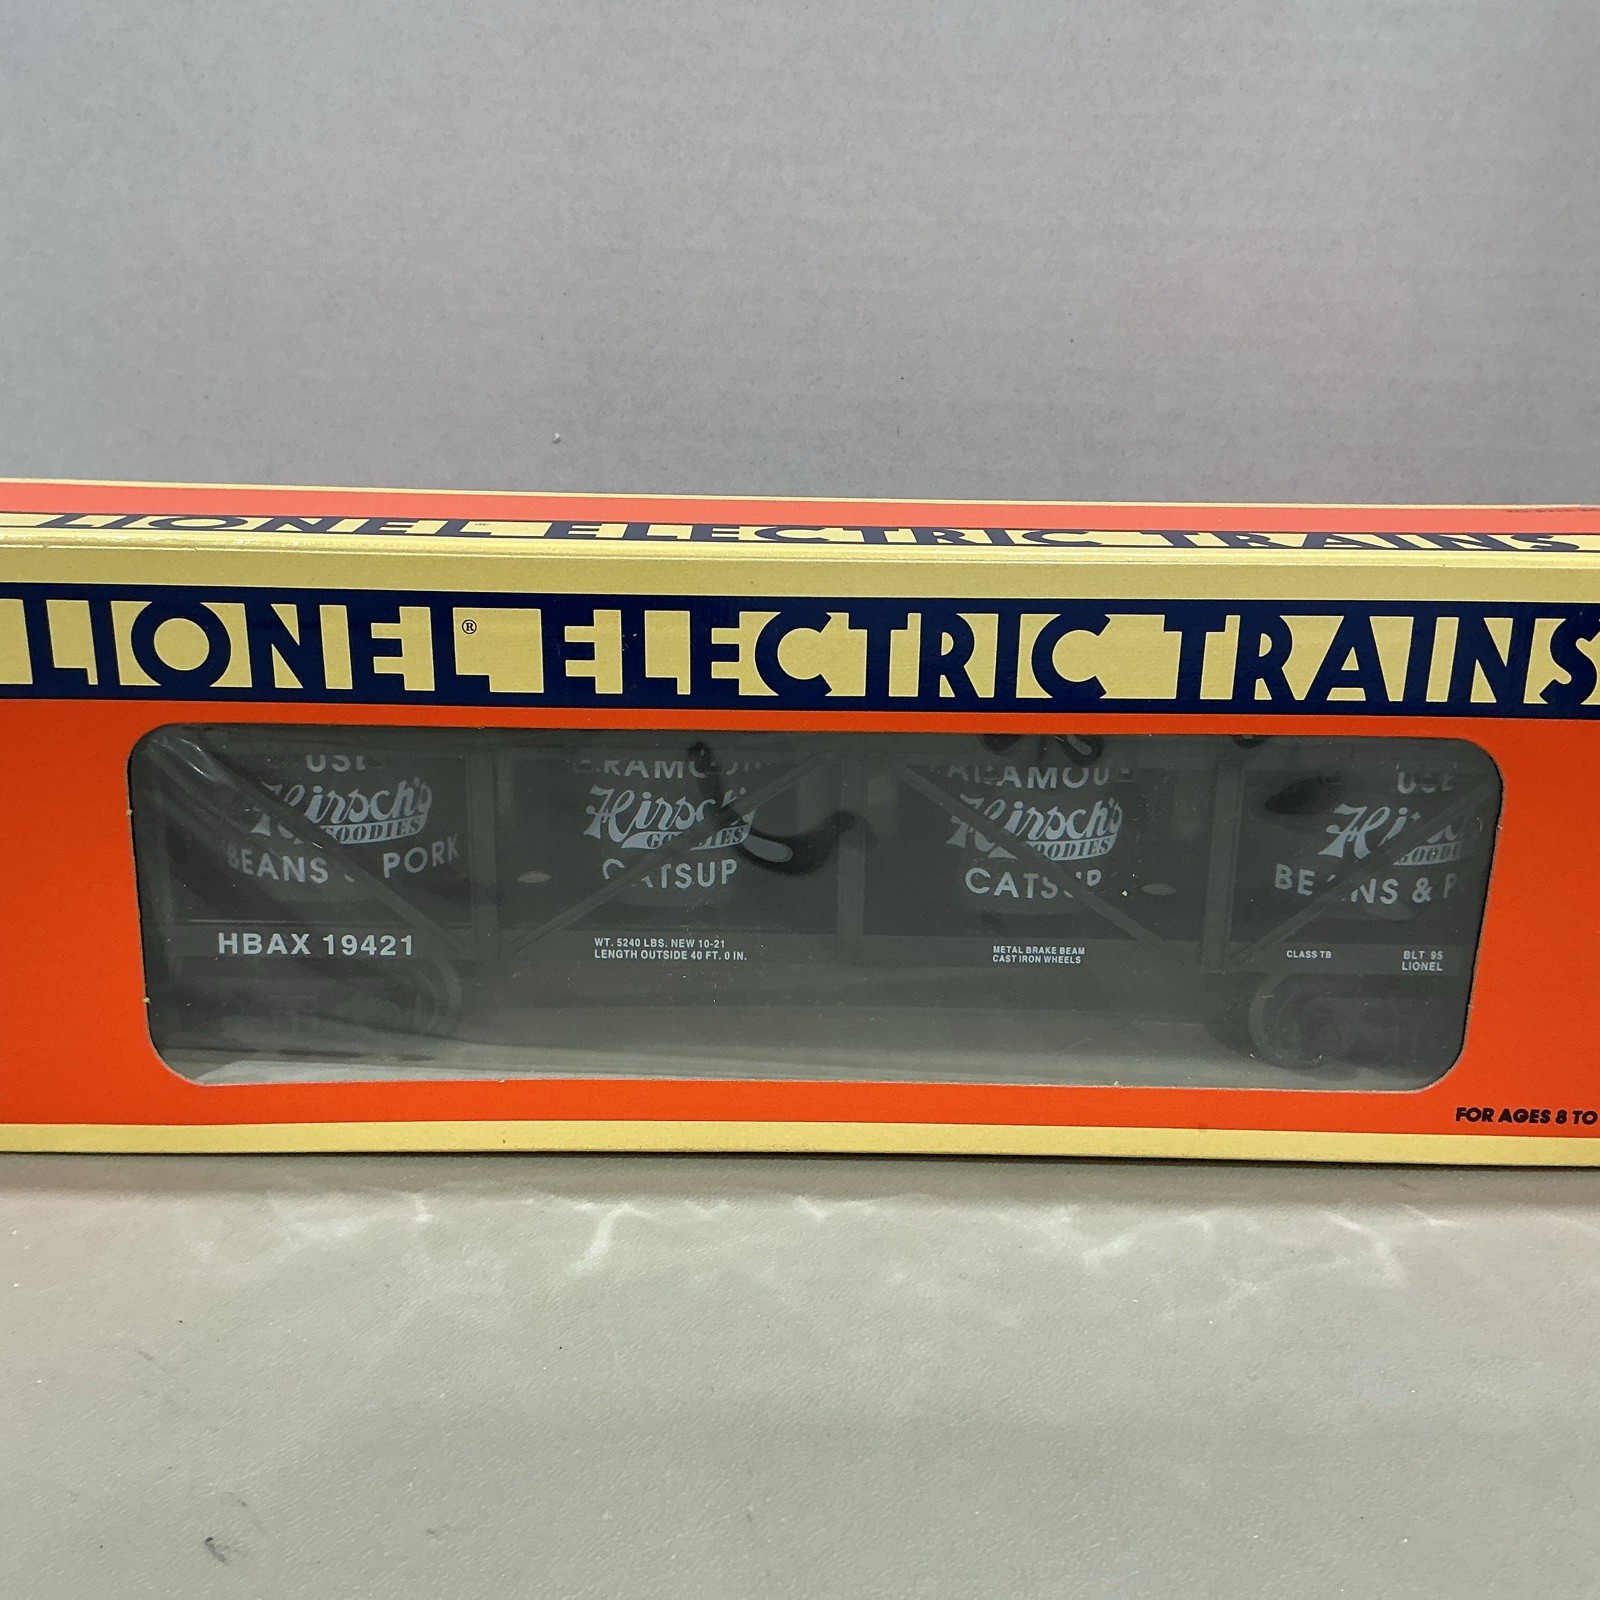 LIONEL® ELECTRIC TRAINS
LIONEL® ELECTRIC TRAINS
USE
Hirsch's
GOODIES
BEANS & PORK
Hirsch's
GOODIES
CATSUP
Hirsch's
GOODIES
CATSUP
USE
BEANS &
HBAX 19421
WT. 5240 LBS. NEW 10-21
LENGTH OUTSIDE 40 FT. 0 IN.
METAL BRAKE BEAM
CAST IRON WHEELS
CLASS TB
BLT 95
LIONEL
FOR AGES 8 TO